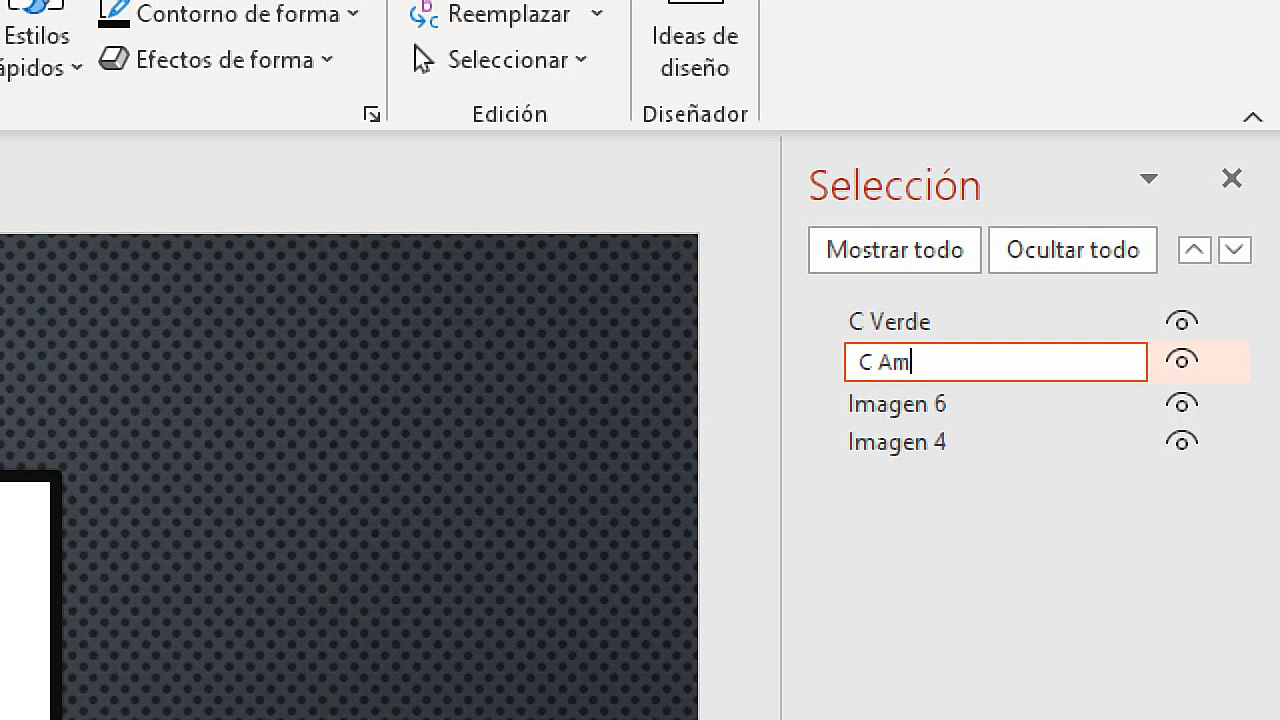 Estilos
ápidos
Contorno de forma
Efectos de forma
Reemplazar
Seleccionar
Edición
Ideas de
diseño
Diseñador
Selección
Mostrar todo
Ocultar todo
C Verde
C Am
Imagen 6
Imagen 4